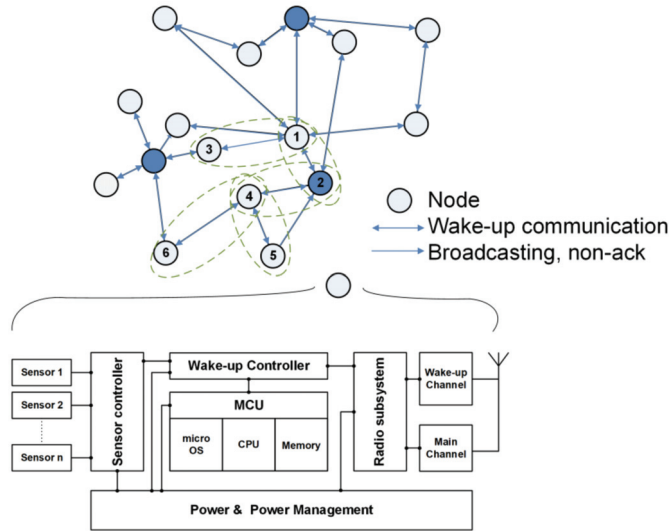 1
3
2
4
6
5
Node
Wake-up communication
Broadcasting, non-ack
Sensor 1
Sensor 2
Sensor n
Sensor controller
Wake-up Controller
MCU
micro
OS
CPU
Memory
Radio subsystem
Wake-up
Channel
Main
Channel
Power & Power Management